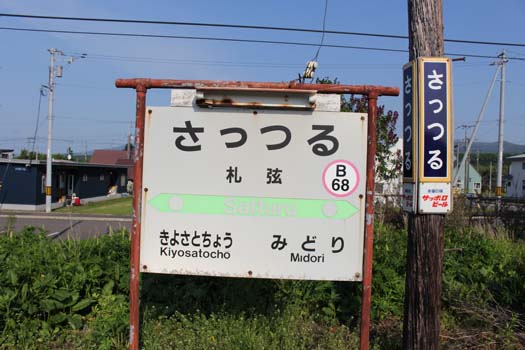 さっつる
札弦
B
68
Sattsuru
きよさとちょう
Kiyosatocho
みどり
Midori
さっつる
さっつる
サッポロ
ビール